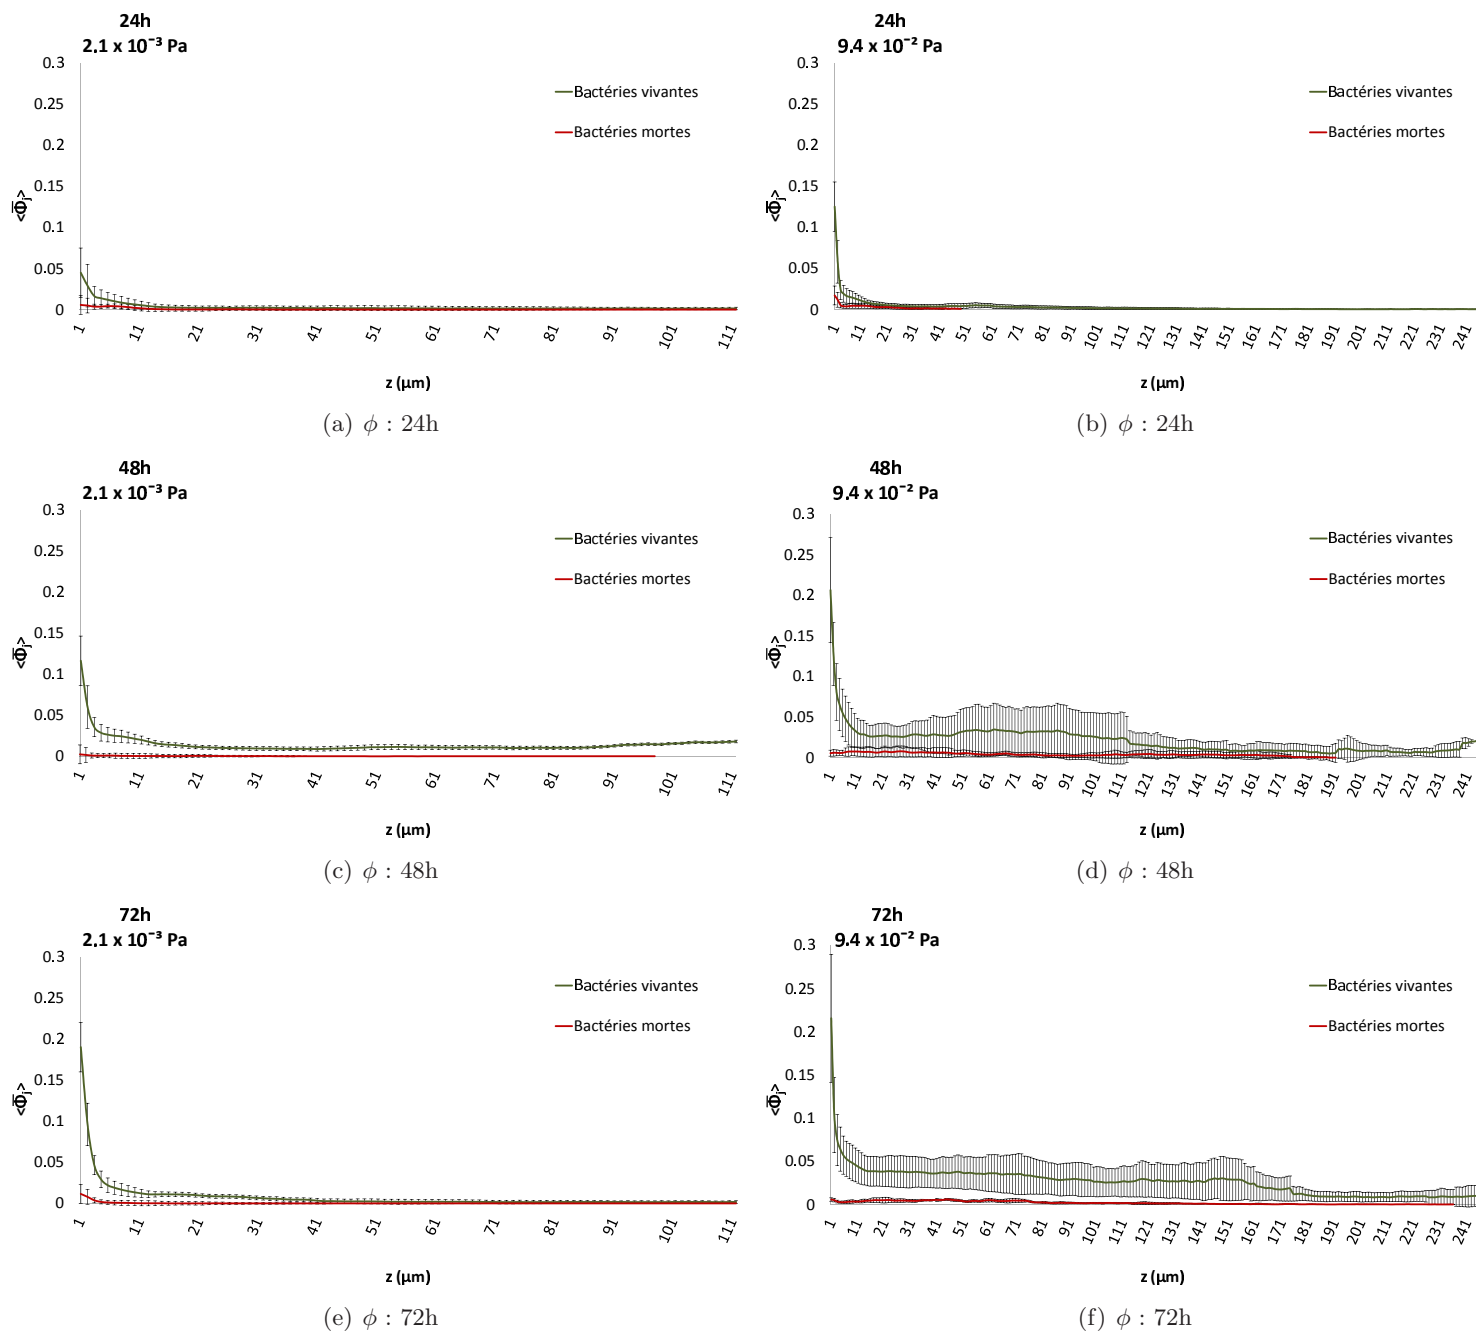 24h
2.1 x 10⁻³ Pa
0.3
0.25
0.2
0.15
0.1
0.05
0
<Φ̅ⱼ>
Bactéries vivantes
Bactéries mortes
1 11 21 31 41 51 61 71 81 91 101 111
z (µm)
(a) ϕ : 24h
24h
9.4 x 10⁻² Pa
0.3
0.25
0.2
0.15
0.1
0.05
0
<Φ̅ⱼ>
Bactéries vivantes
Bactéries mortes
1 11 21 31 41 51 61 71 81 91 101 111 121 131 141 151 161 171 181 191 201 211 221 231 241
z (µm)
(b) ϕ : 24h
48h
2.1 x 10⁻³ Pa
0.3
0.25
0.2
0.15
0.1
0.05
0
<Φ̅ⱼ>
Bactéries vivantes
Bactéries mortes
1 11 21 31 41 51 61 71 81 91 101 111
z (µm)
(c) ϕ : 48h
48h
9.4 x 10⁻² Pa
0.3
0.25
0.2
0.15
0.1
0.05
0
<Φ̅ⱼ>
Bactéries vivantes
Bactéries mortes
1 11 21 31 41 51 61 71 81 91 101 111 121 131 141 151 161 171 181 191 201 211 221 231 241
z (µm)
(d) ϕ : 48h
72h
2.1 x 10⁻³ Pa
0.3
0.25
0.2
0.15
0.1
0.05
0
<Φ̅ⱼ>
Bactéries vivantes
Bactéries mortes
1 11 21 31 41 51 61 71 81 91 101 111
z (µm)
(e) ϕ : 72h
72h
9.4 x 10⁻² Pa
0.3
0.25
0.2
0.15
0.1
0.05
0
<Φ̅ⱼ>
Bactéries vivantes
Bactéries mortes
1 11 21 31 41 51 61 71 81 91 101 111 121 131 141 151 161 171 181 191 201 211 221 231 241
z (µm)
(f) ϕ : 72h